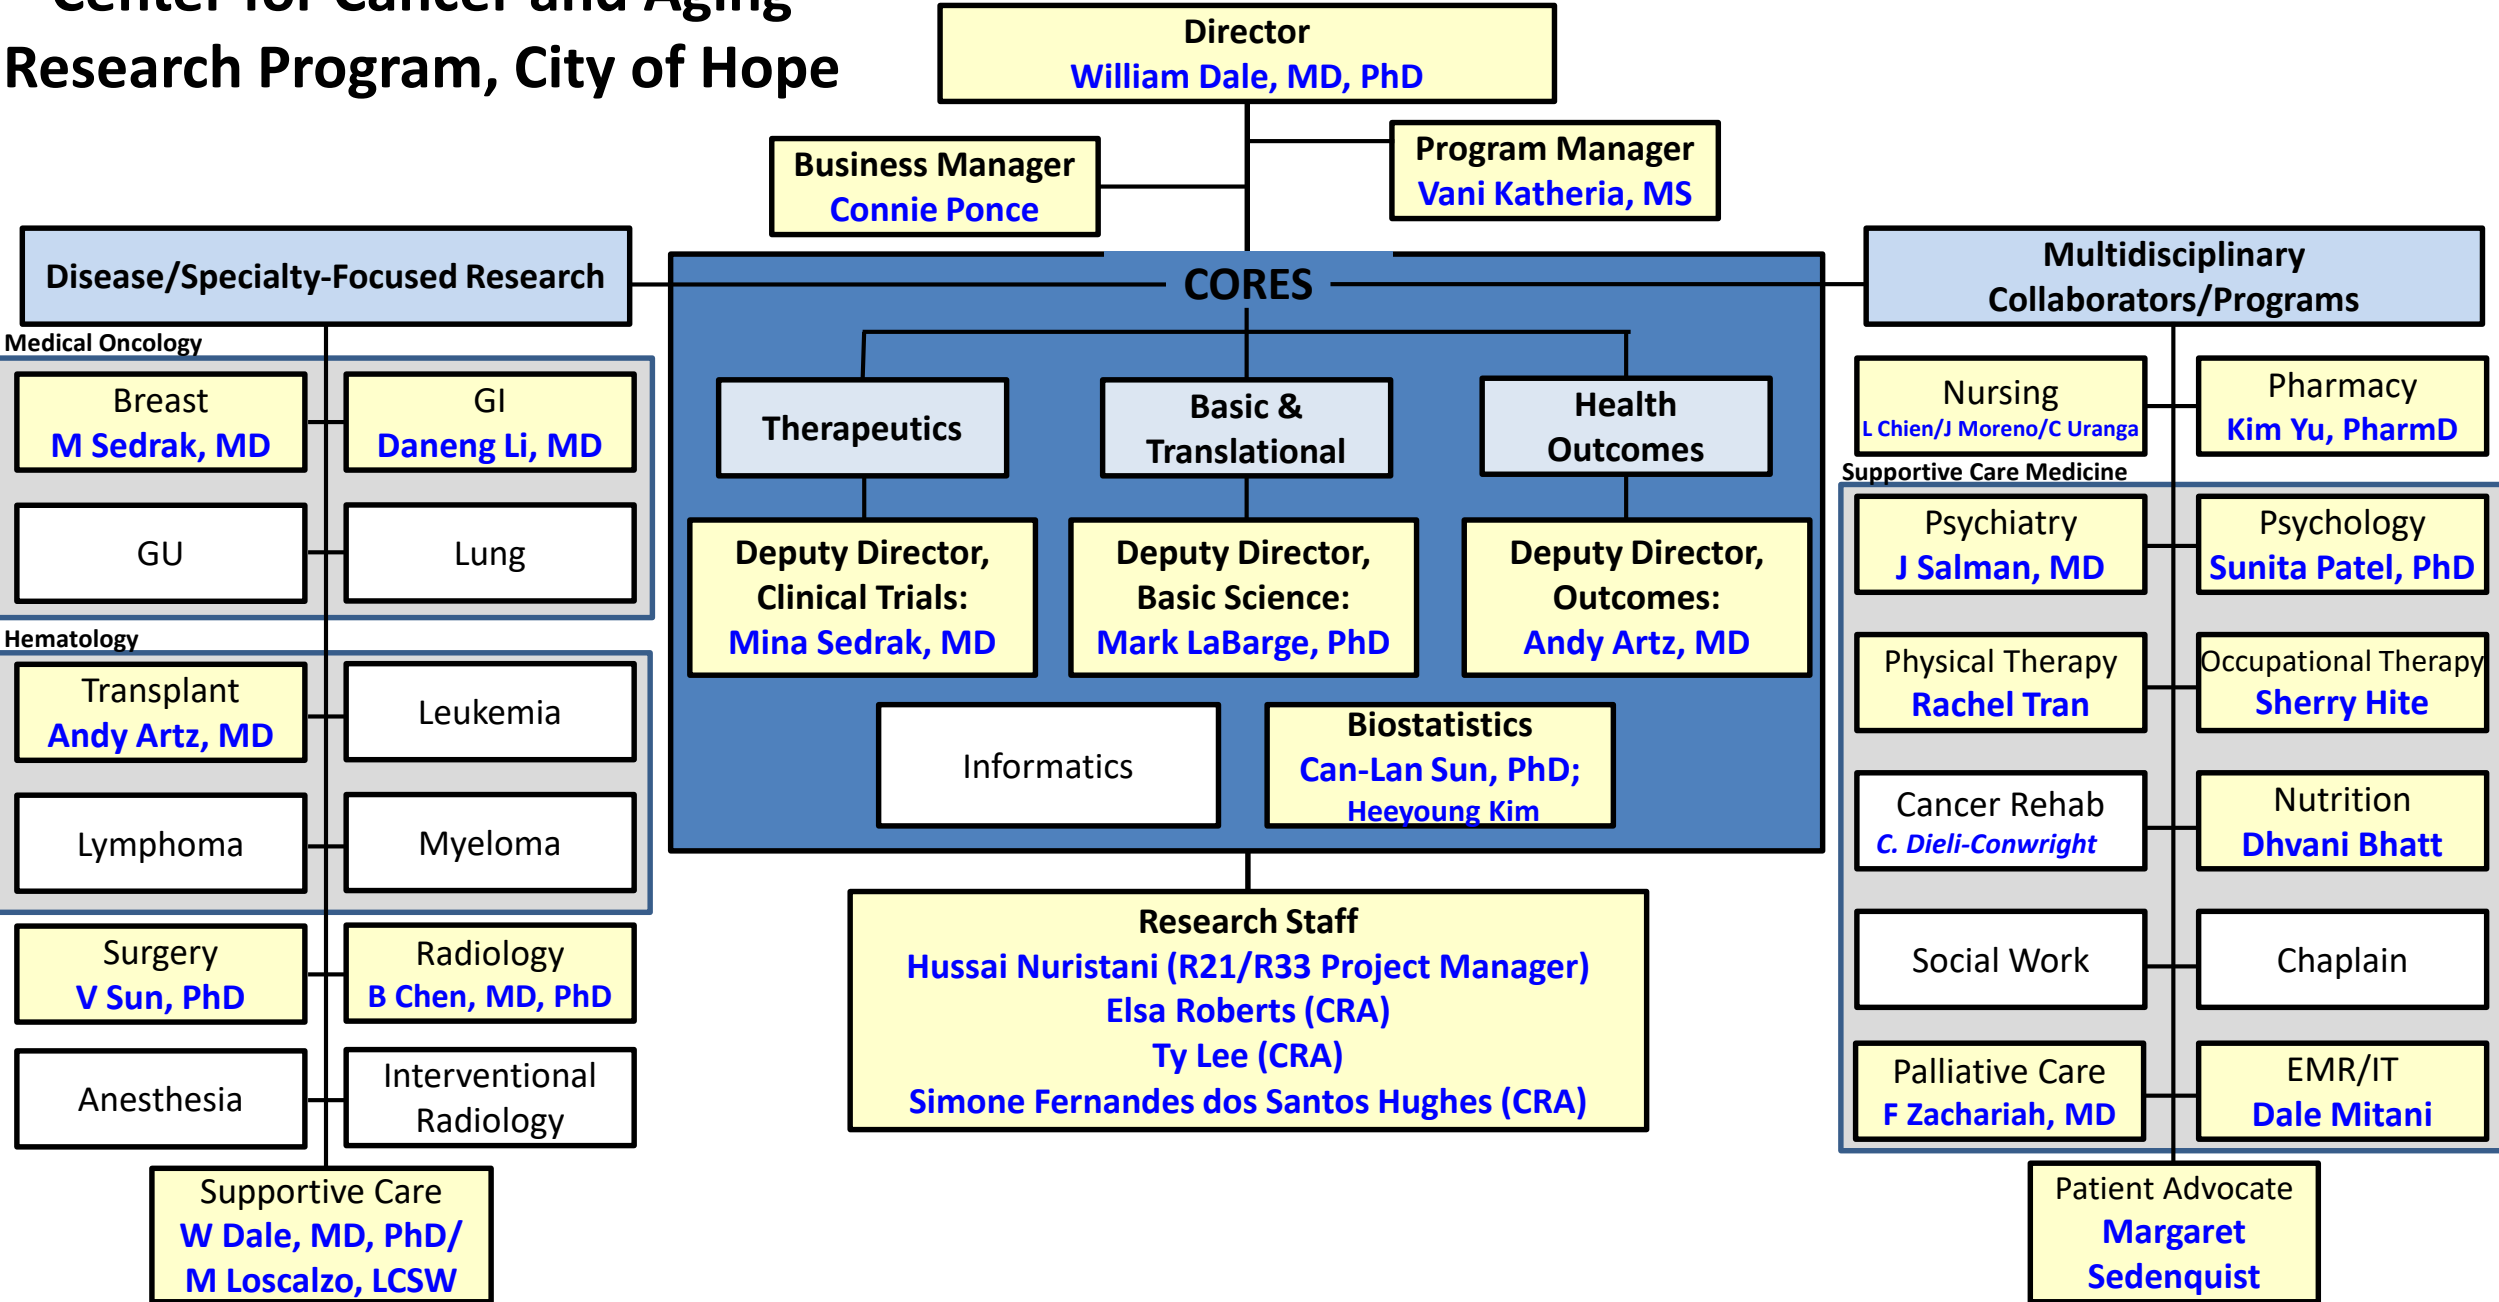 Center for Cancer and Aging
Research Program, City of Hope
Director
William Dale, MD, PhD
Business Manager
Connie Ponce
Program Manager
Vani Katheria, MS
Disease/Specialty-Focused Research
Medical Oncology
Breast
M Sedrak, MD
GI
Daneng Li, MD
GU
Lung
Hematology
Transplant
Andy Artz, MD
Leukemia
Lymphoma
Myeloma
Surgery
V Sun, PhD
Radiology
B Chen, MD, PhD
Anesthesia
Interventional
Radiology
Supportive Care
W Dale, MD, PhD/
M Loscalzo, LCSW
CORES
Therapeutics
Basic &
Translational
Health
Outcomes
Deputy Director,
Clinical Trials:
Mina Sedrak, MD
Deputy Director,
Basic Science:
Mark LaBarge, PhD
Deputy Director,
Outcomes:
Andy Artz, MD
Informatics
Biostatistics
Can-Lan Sun, PhD;
Heeyoung Kim
Research Staff
Hussai Nuristani (R21/R33 Project Manager)
Elsa Roberts (CRA)
Ty Lee (CRA)
Simone Fernandes dos Santos Hughes (CRA)
Multidisciplinary
Collaborators/Programs
Nursing
L Chien/J Moreno/C Uranga
Pharmacy
Kim Yu, PharmD
Supportive Care Medicine
Psychiatry
J Salman, MD
Psychology
Sunita Patel, PhD
Physical Therapy
Rachel Tran
Occupational Therapy
Sherry Hite
Cancer Rehab
C. Dieli-Conwright
Nutrition
Dhvani Bhatt
Social Work
Chaplain
Palliative Care
F Zachariah, MD
EMR/IT
Dale Mitani
Patient Advocate
Margaret
Sedenquist